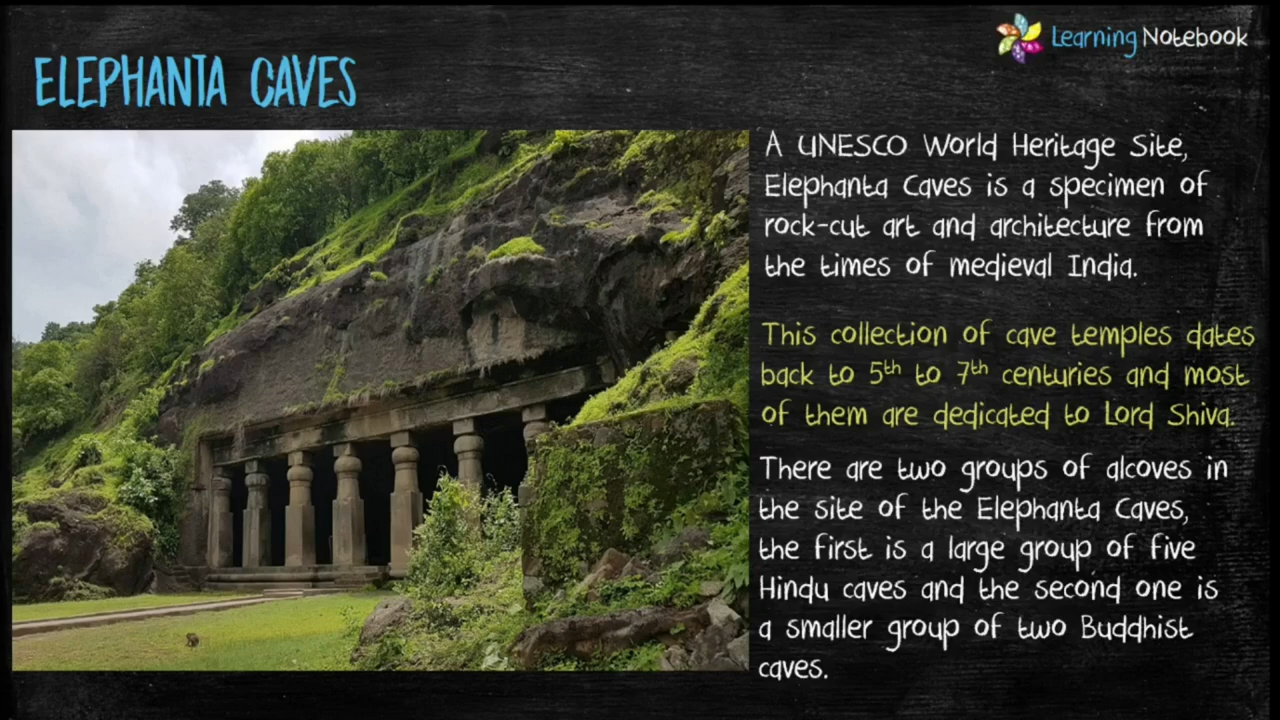 Learning Notebook
ELEPHANTA CAVES
A UNESCO World Heritage Site,
Elephanta Caves is a specimen of
rock-cut art and architecture from
the times of medieval India.
This collection of cave temples dates
back to 5th to 7th centuries and most
of them are dedicated to Lord Shiva.
There are two groups of alcoves in
the site of the Elephanta Caves,
the first is a large group of five
Hindu caves and the second one is
a smaller group of two Buddhist
caves.